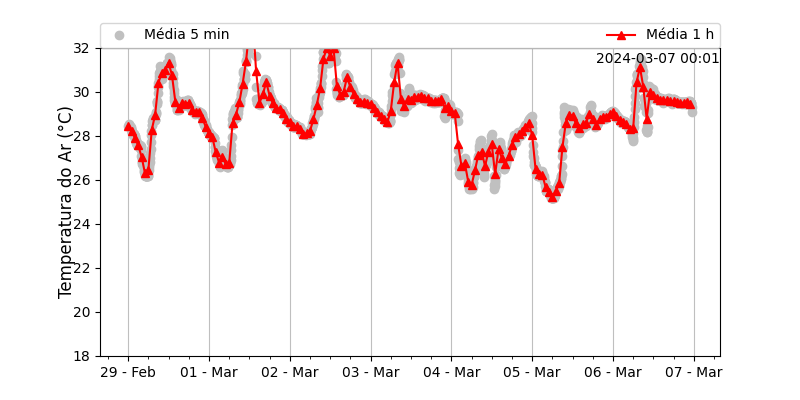 Média 5 min
Média 1 h
2024-03-07 00:01
Temperatura do Ar (°C)
32
30
28
26
24
22
20
18
29 - Feb
01 - Mar
02 - Mar
03 - Mar
04 - Mar
05 - Mar
06 - Mar
07 - Mar